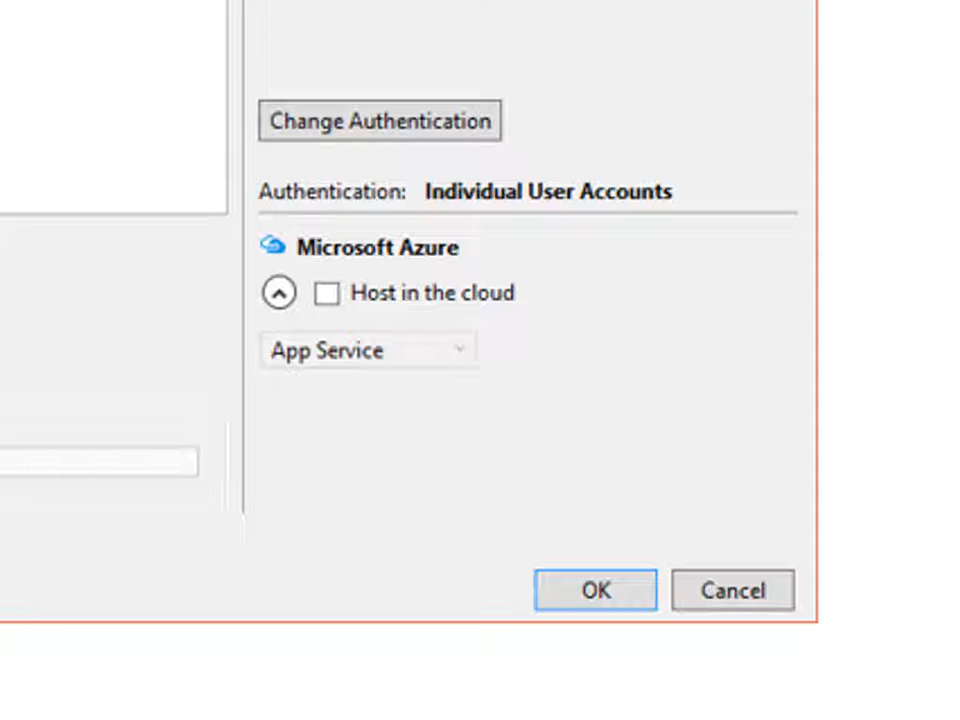 Change Authentication
Authentication: Individual User Accounts
Microsoft Azure
Host in the cloud
App Service
OK Cancel